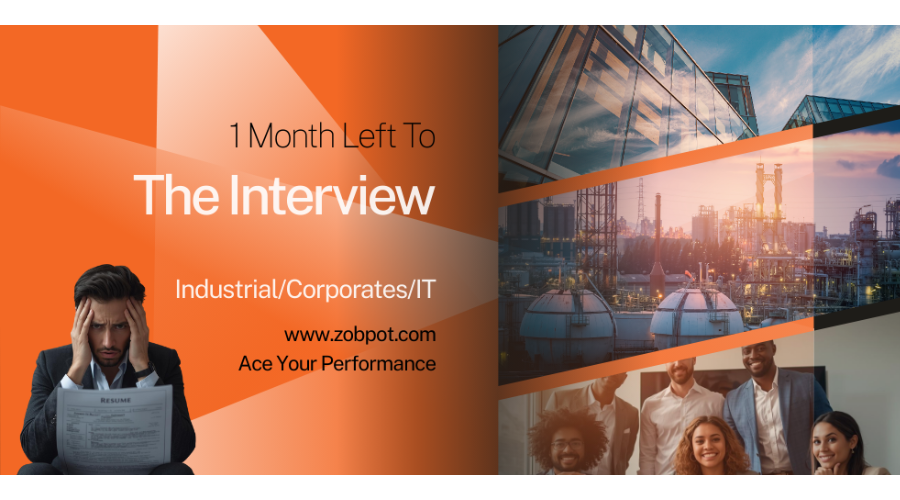 1 Month Left To
The Interview
Industrial/Corporates/IT
www.zobpot.com
Ace Your Performance
RESUME